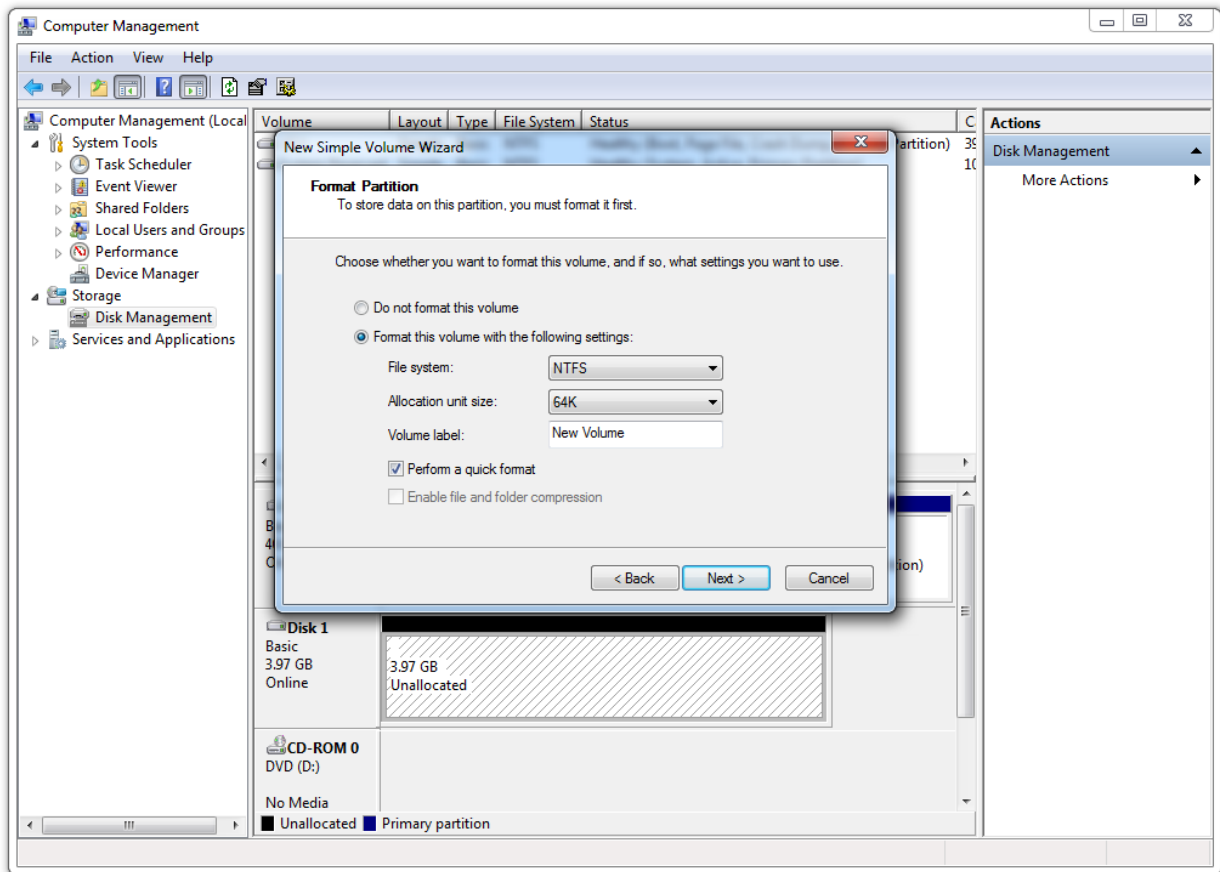 Computer Management
File Action View Help
Computer Management (Local
System Tools
Task Scheduler
Event Viewer
Shared Folders
Local Users and Groups
Performance
Device Manager
Storage
Disk Management
Services and Applications
Volume Layout Type File System Status C
Partition) 39
10
New Simple Volume Wizard
Format Partition
To store data on this partition, you must format it first.
Choose whether you want to format this volume, and if so, what settings you want to use.
Do not format this volume
Format this volume with the following settings:
File system: NTFS
Allocation unit size: 64K
Volume label: New Volume
Perform a quick format
Enable file and folder compression
< Back Next > Cancel
B
40
O
ion)
Disk 1
Basic
3.97 GB
Online
3.97 GB
Unallocated
CD-ROM 0
DVD (D:)
No Media
Unallocated Primary partition
Actions
Disk Management
More Actions